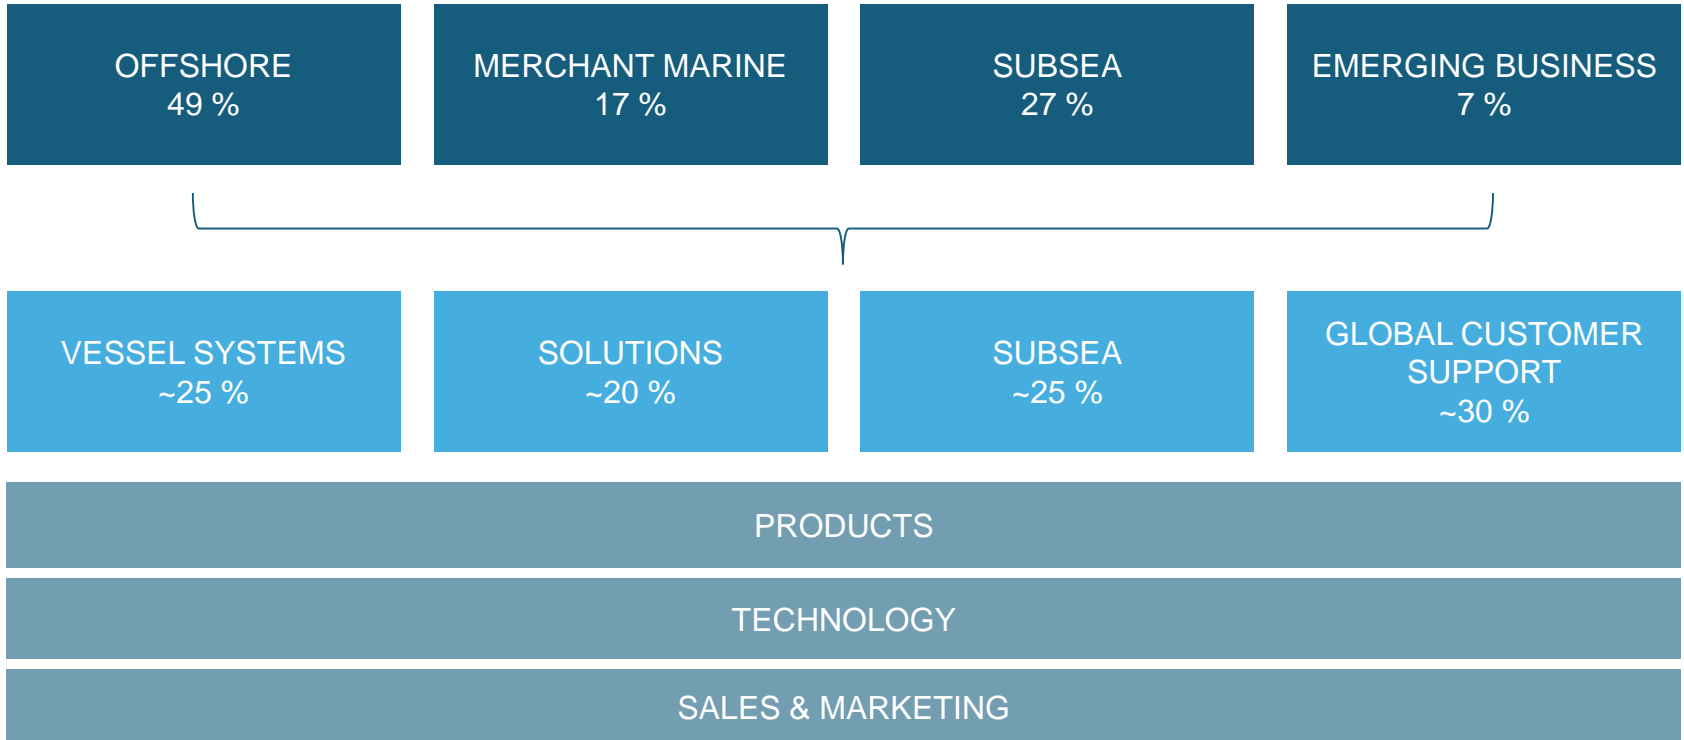 OFFSHORE
49 %
MERCHANT MARINE
17 %
SUBSEA
27 %
EMERGING BUSINESS
7 %
VESSEL SYSTEMS
~25 %
SOLUTIONS
~20 %
SUBSEA
~25 %
GLOBAL CUSTOMER
SUPPORT
~30 %
PRODUCTS
TECHNOLOGY
SALES & MARKETING